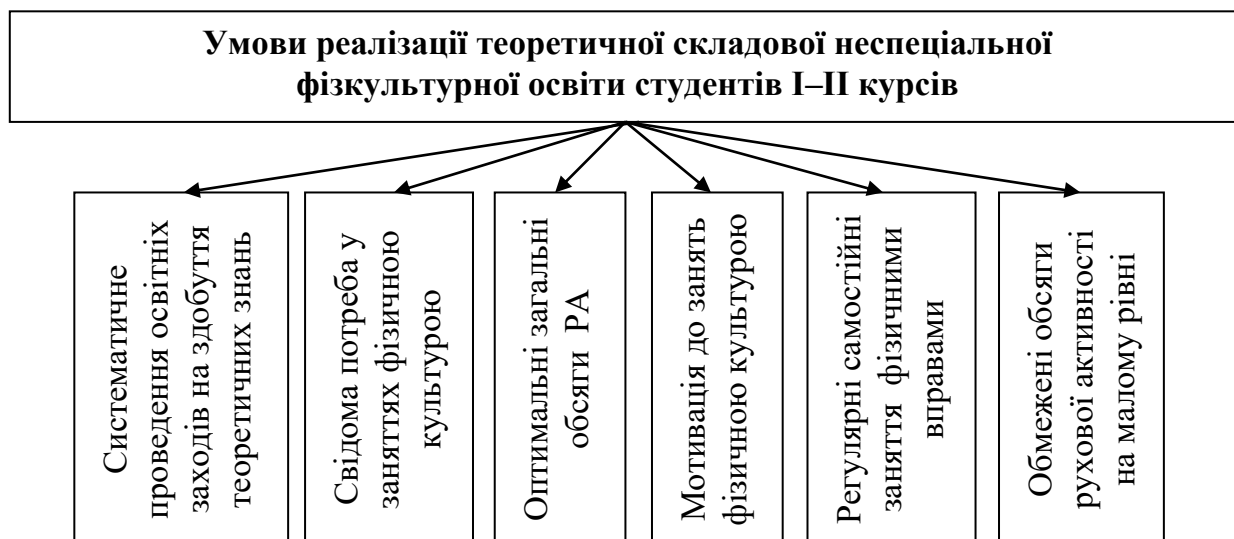 Умови реалізації теоретичної складової неспеціальної
фізкультурної освіти студентів І–ІІ курсів
Систематичне
проведення освітніх
заходів на здобуття
теоретичних знань
Свідома потреба у
заняттях фізичною
культурою
Оптимальні загальні
обсяги РА
Мотивація до занять
фізичною культурою
Регулярні самостійні
заняття фізичними
вправами
Обмежені обсяги
рухової активності
на малому рівні